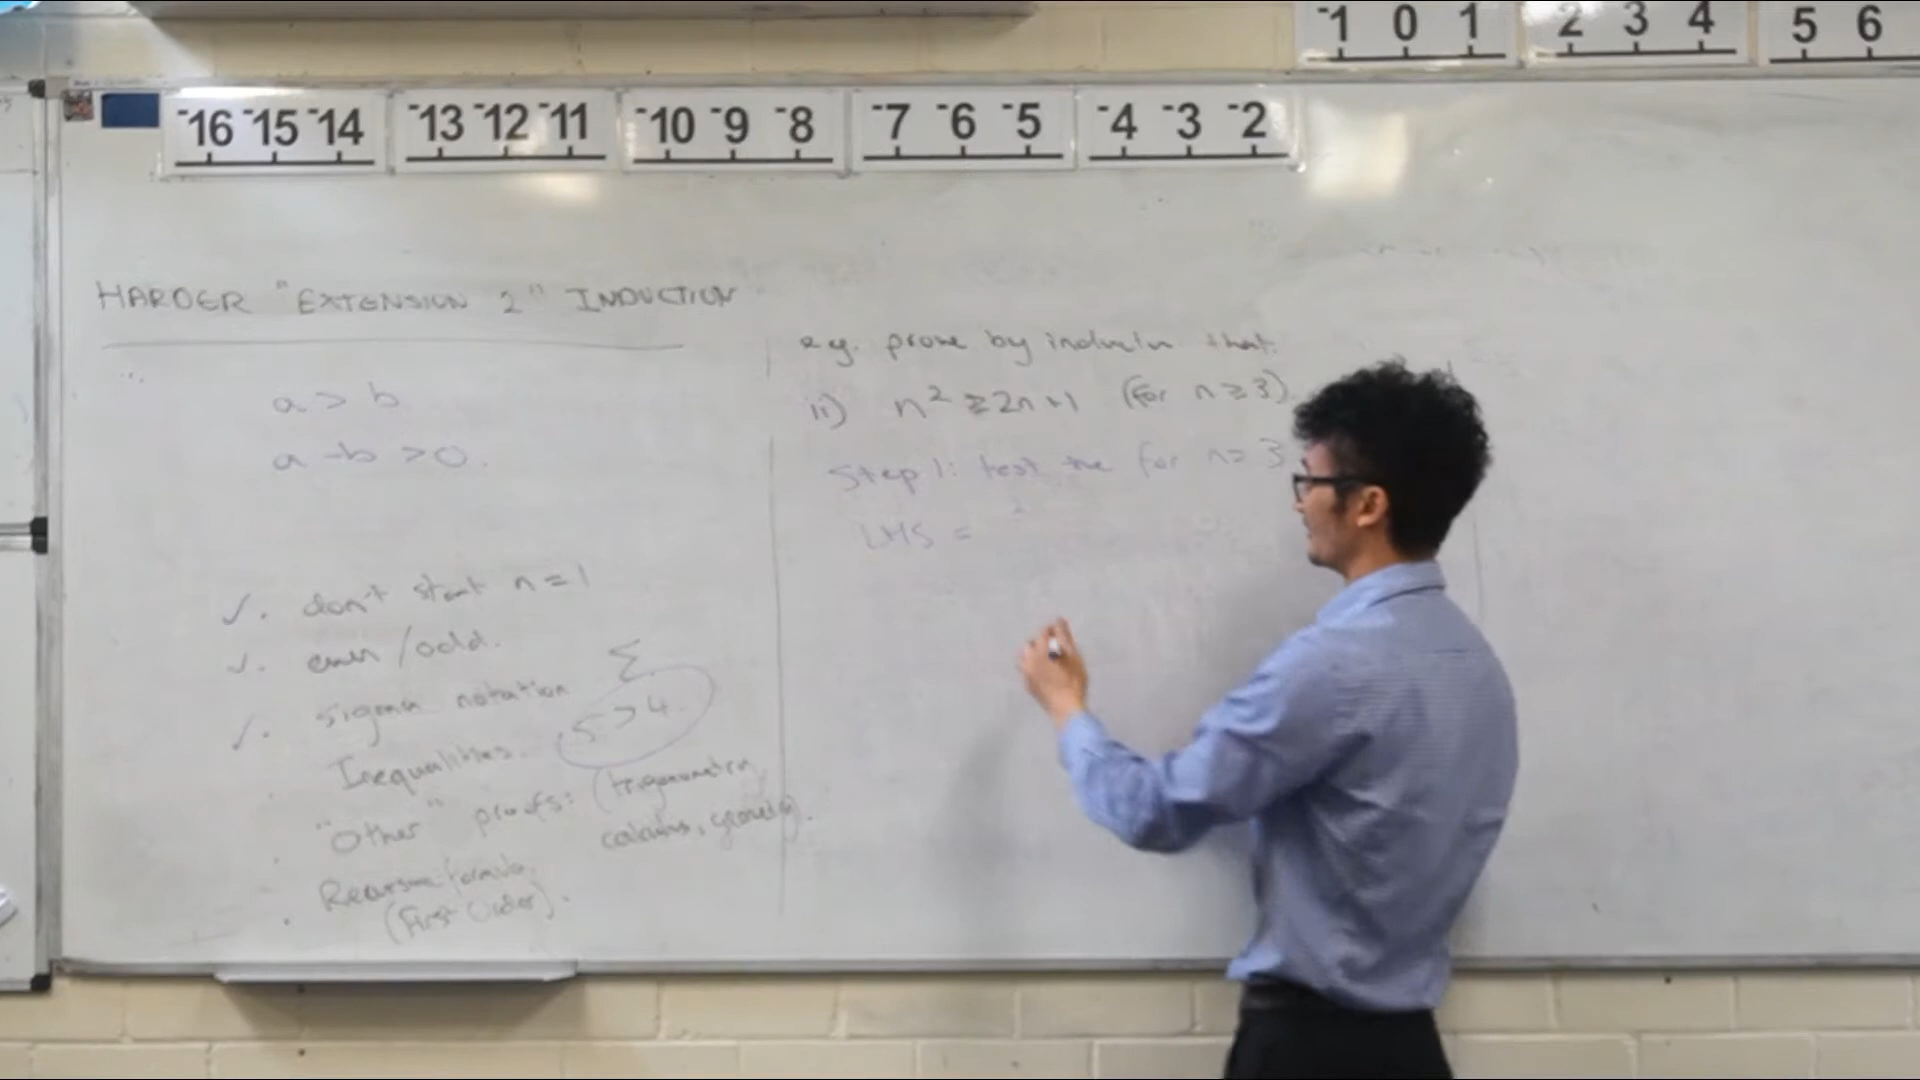 -1 0 1 2 3 4 5 6
-16 -15 -14 -13 -12 -11 -10 -9 -8 -7 -6 -5 -4 -3 -2
HARDER "EXTENSION 2" INDUCTION
a > b
a - b > 0.
✓. don't start n = 1
✓. even / odd.
✓. sigma notation Σ
Inequalities. 5 > 4.
"Other" proofs: (trigonometry,
calculus, geometry).
. Recursive formula
(First Order).
e.g. prove by induction that:
ii) n² ≥ 2n + 1 (for n ≥ 3)
Step 1: test true for n = 3
LHS =